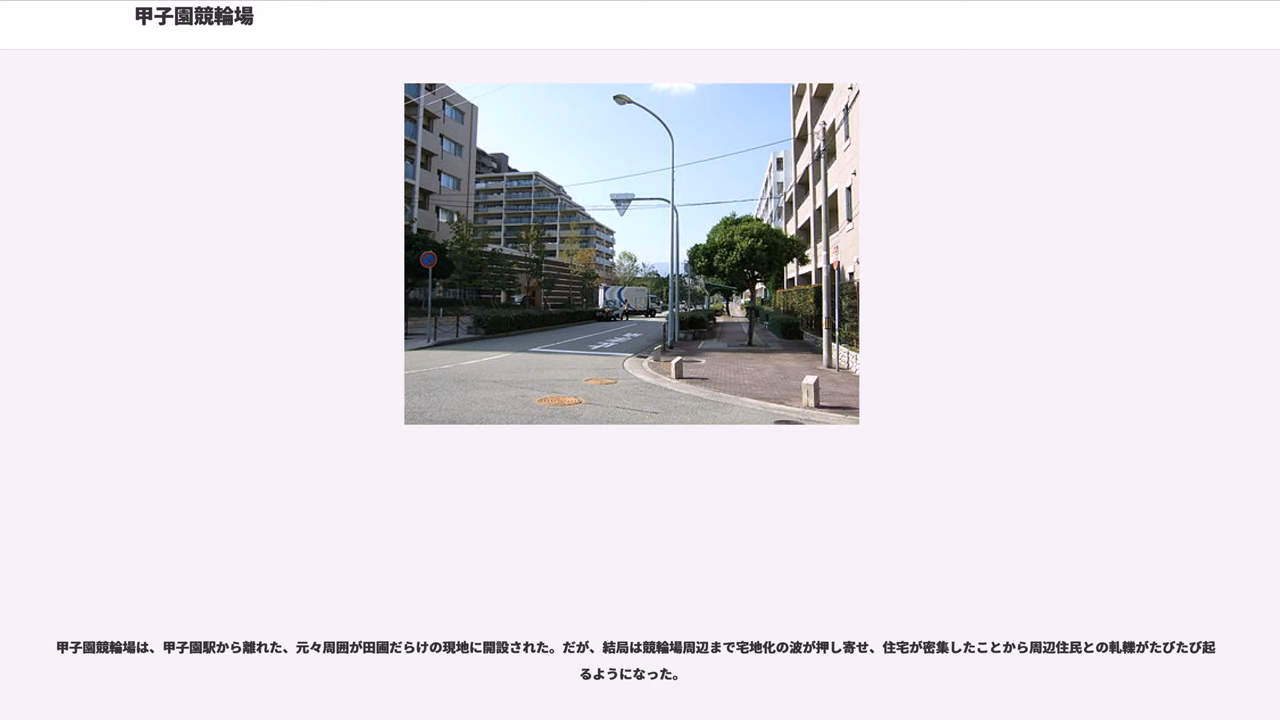 甲子園競輪場
甲子園競輪場は、甲子園駅から離れた、元々周囲が田圃だらけの現地に開設された。だが、結局は競輪場周辺まで宅地化の波が押し寄せ、住宅が密集したことから周辺住民との軋轢がたびたび起
るようになった。